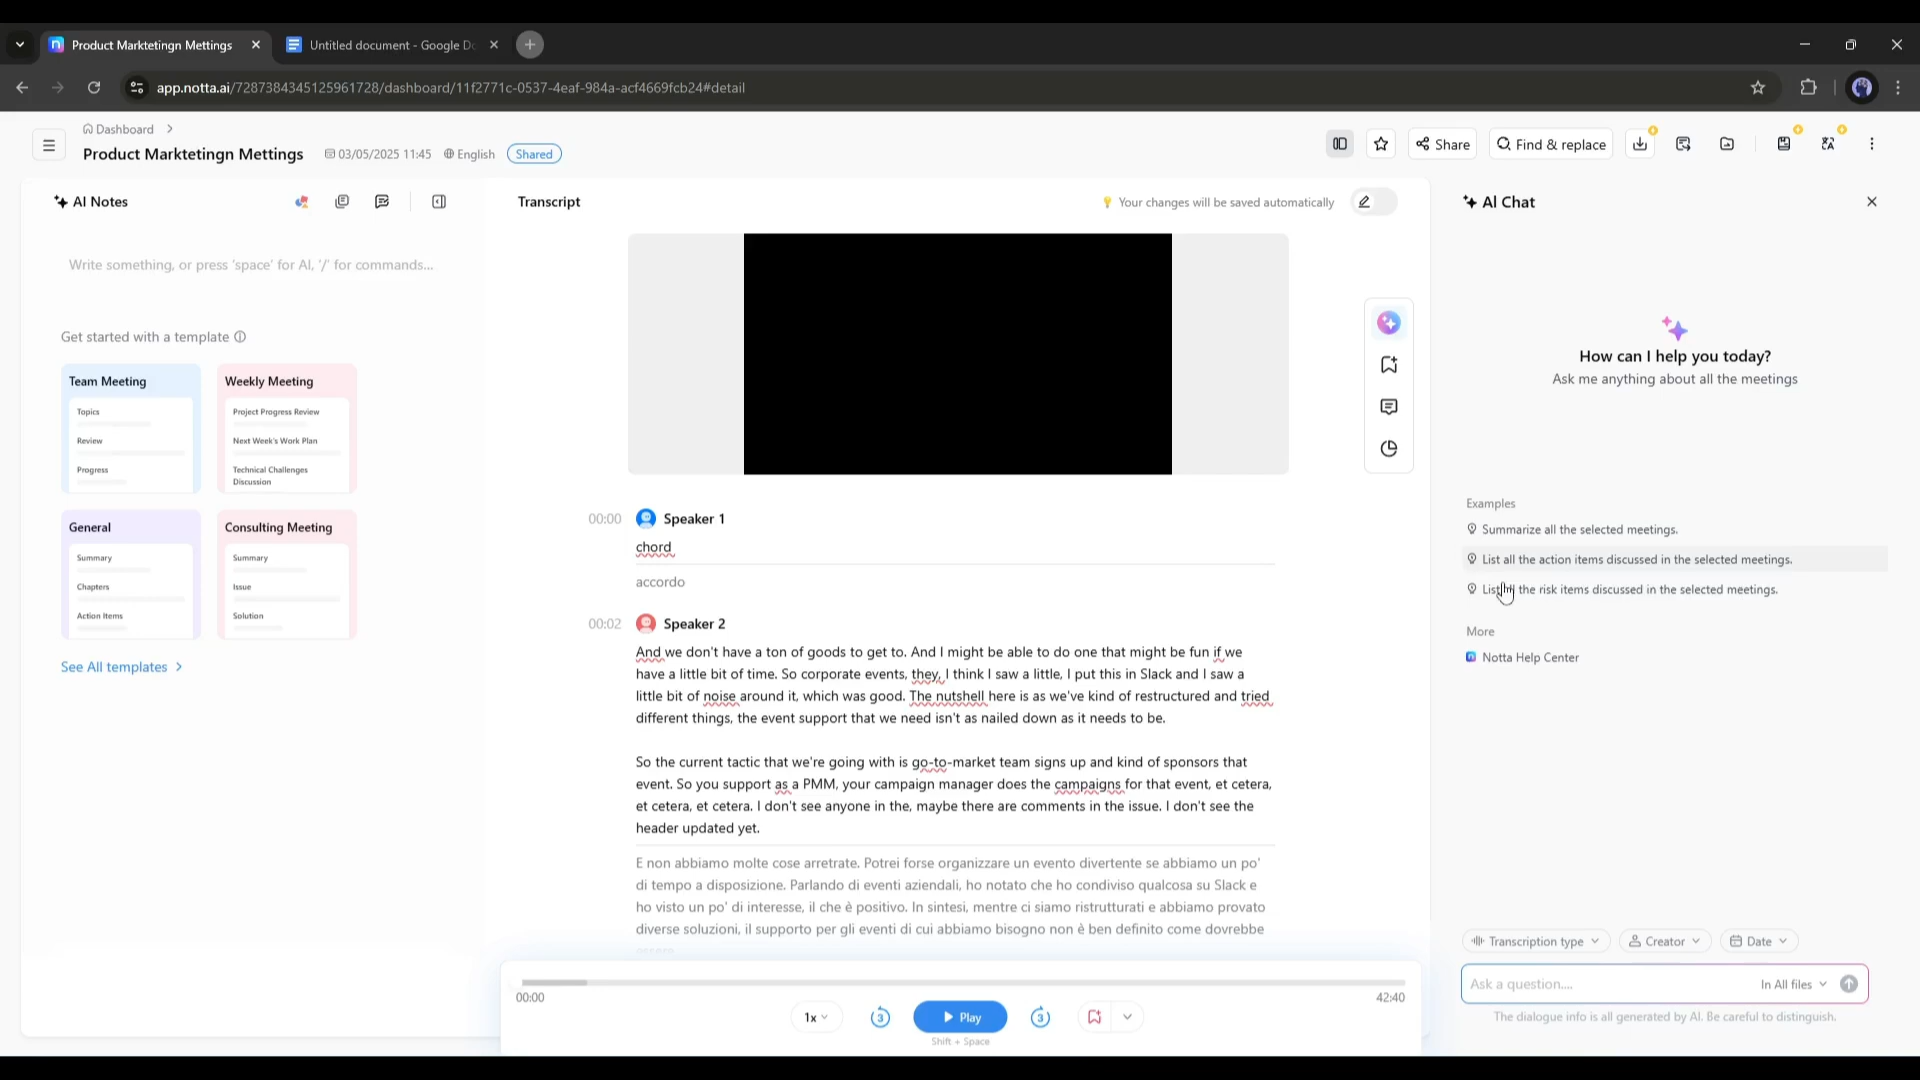 Product Marktetingn Mettings
Untitled document - Google Do
app.notta.ai/7287384345125961728/dashboard/11f2771c-0537-4eaf-984a-acf4669fcb24#detail
Dashboard >
Product Marktetingn Mettings
03/05/2025 11:45
English
Shared
Share
Find & replace
AI Notes
Write something, or press 'space' for AI, '/' for commands...
Get started with a template
Team Meeting
Topics
Review
Progress
Weekly Meeting
Project Progress Review
Next Week's Work Plan
Technical Challenges
Discussion
General
Summary
Chapters
Action Items
Consulting Meeting
Summary
Issue
Solution
See All templates >
Transcript
Your changes will be saved automatically
00:00
Speaker 1
chord
accordo
00:02
Speaker 2
And we don't have a ton of goods to get to. And I might be able to do one that might be fun if we
have a little bit of time. So corporate events, they, I think I saw a little, I put this in Slack and I saw a
little bit of noise around it, which was good. The nutshell here is as we've kind of restructured and tried
different things, the event support that we need isn't as nailed down as it needs to be.
So the current tactic that we're going with is go-to-market team signs up and kind of sponsors that
event. So you support as a PMM, your campaign manager does the campaigns for that event, et cetera,
et cetera, et cetera. I don't see anyone in the, maybe there are comments in the issue. I don't see the
header updated yet.
E non abbiamo molte cose arretrate. Potrei forse organizzare un evento divertente se abbiamo un po'
di tempo a disposizione. Parlando di eventi aziendali, ho notato che ho condiviso qualcosa su Slack e
ho visto un po' di interesse, il che è positivo. In sintesi, mentre ci siamo ristrutturati e abbiamo provato
diverse soluzioni, il supporto per gli eventi di cui abbiamo bisogno non è ben definito come dovrebbe
00:00
42:40
1x
3
Play
3
Shift + Space
AI Chat
How can I help you today?
Ask me anything about all the meetings
Examples
Summarize all the selected meetings.
List all the action items discussed in the selected meetings.
List all the risk items discussed in the selected meetings.
More
Notta Help Center
Transcription type
Creator
Date
Ask a question....
In All files
The dialogue info is all generated by AI. Be careful to distinguish.